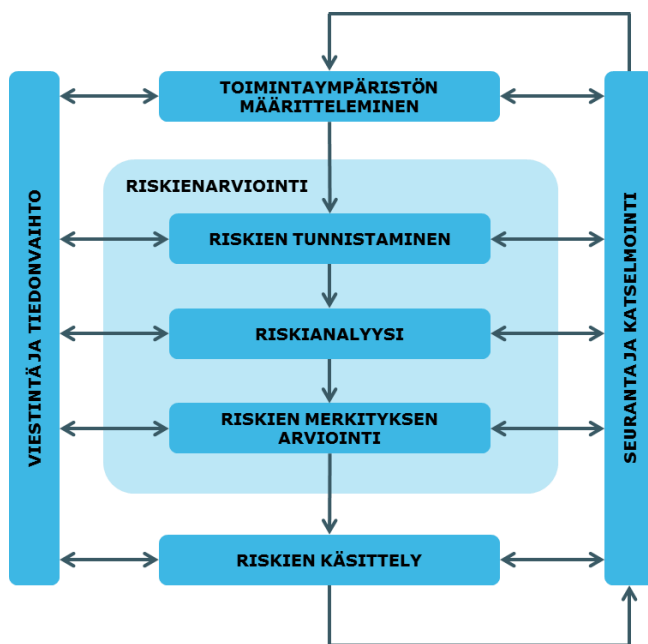 TOIMINTAYMPÄRISTÖN
MÄÄRITTELEMINEN
RISKIENARVIOINTI
RISKIEN TUNNISTAMINEN
RISKIANALYYSI
RISKIEN MERKITYKSEN
ARVIOINTI
RISKIEN KÄSITTELY
VIESTINTÄ JA TIEDONVAIHTO
SEURANTA JA KATSELMOINTI